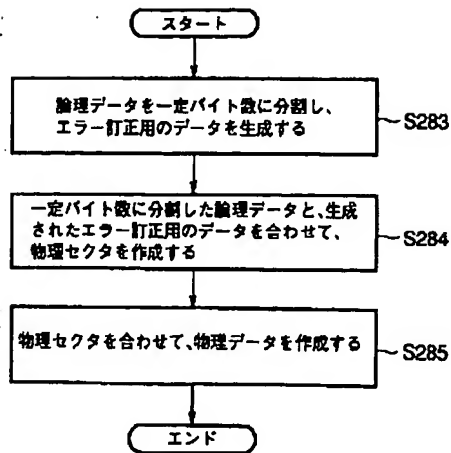 スタート
論理データを一定バイト数に分割し、
エラー訂正用のデータを生成する
S283
一定バイト数に分割した論理データと、生成
されたエラー訂正用のデータを合わせて、
物理セクタを作成する
S284
物理セクタを合わせて、物理データを作成する
S285
エンド